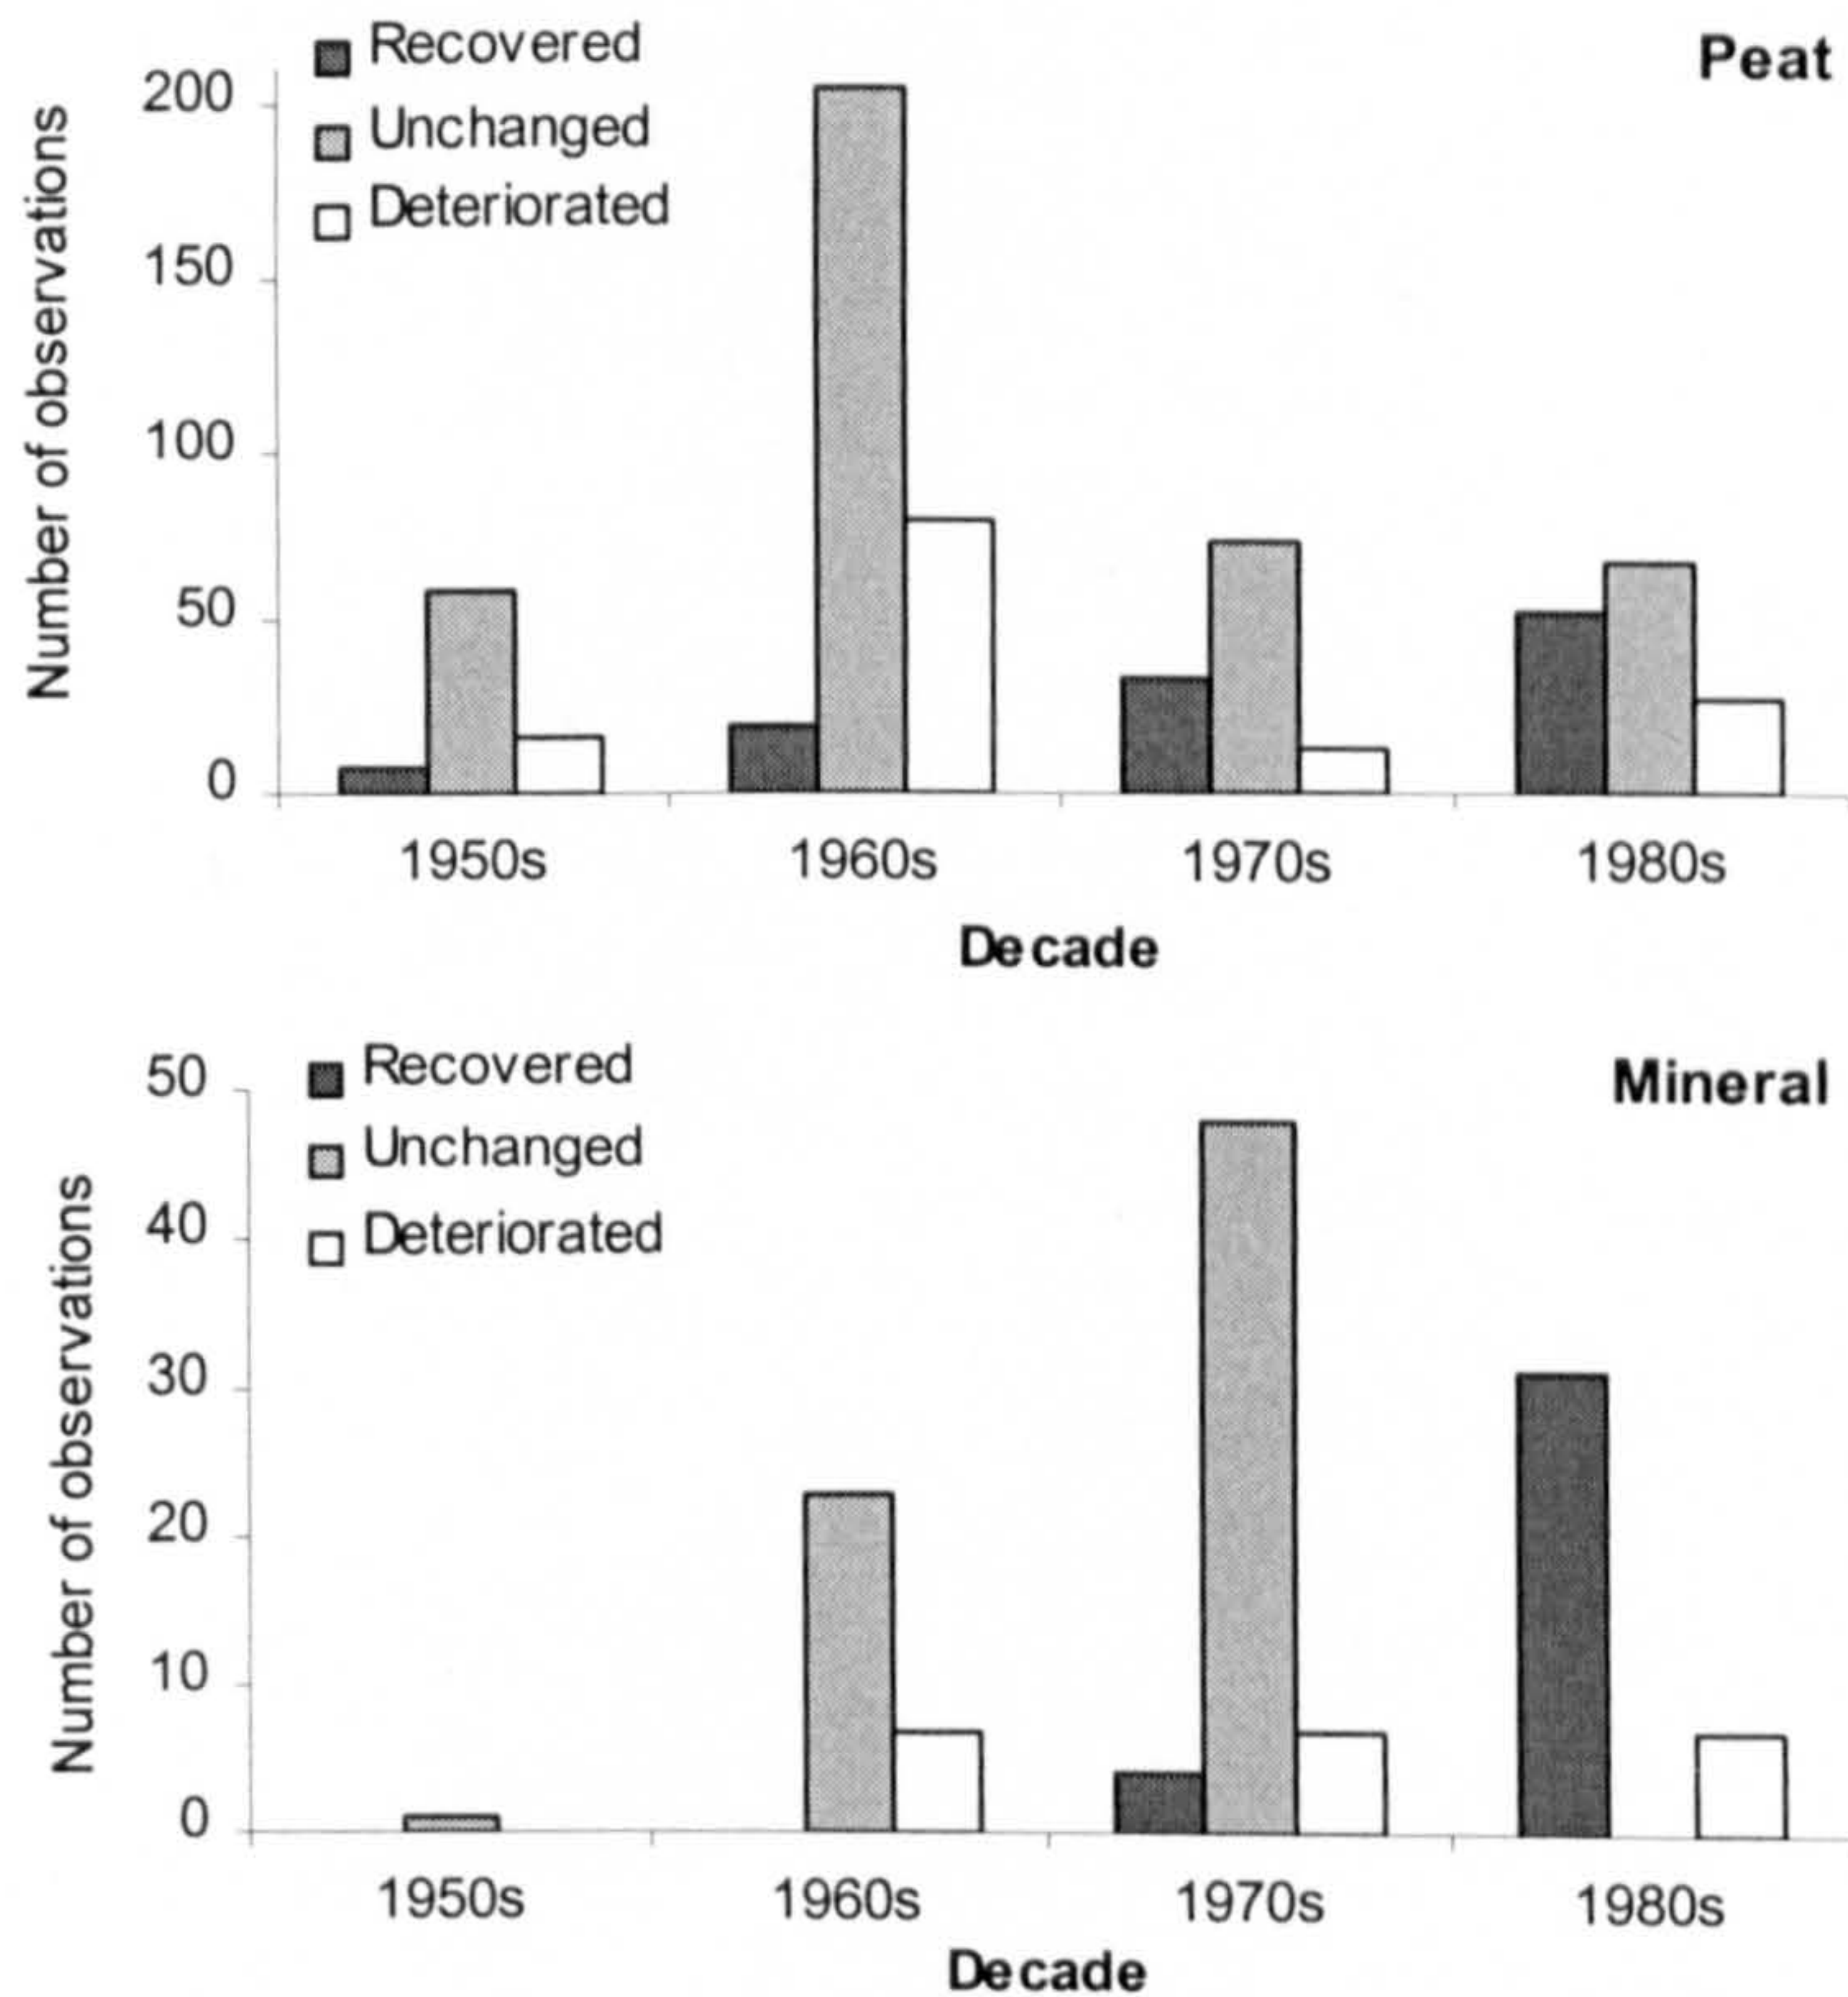 Recovered
Unchanged
Deteriorated
Peat
Number of observations
200
150
100
50
0
1950s 1960s 1970s 1980s
Decade
Recovered
Unchanged
Deteriorated
Mineral
Number of observations
50
40
30
20
10
0
1950s 1960s 1970s 1980s
Decade